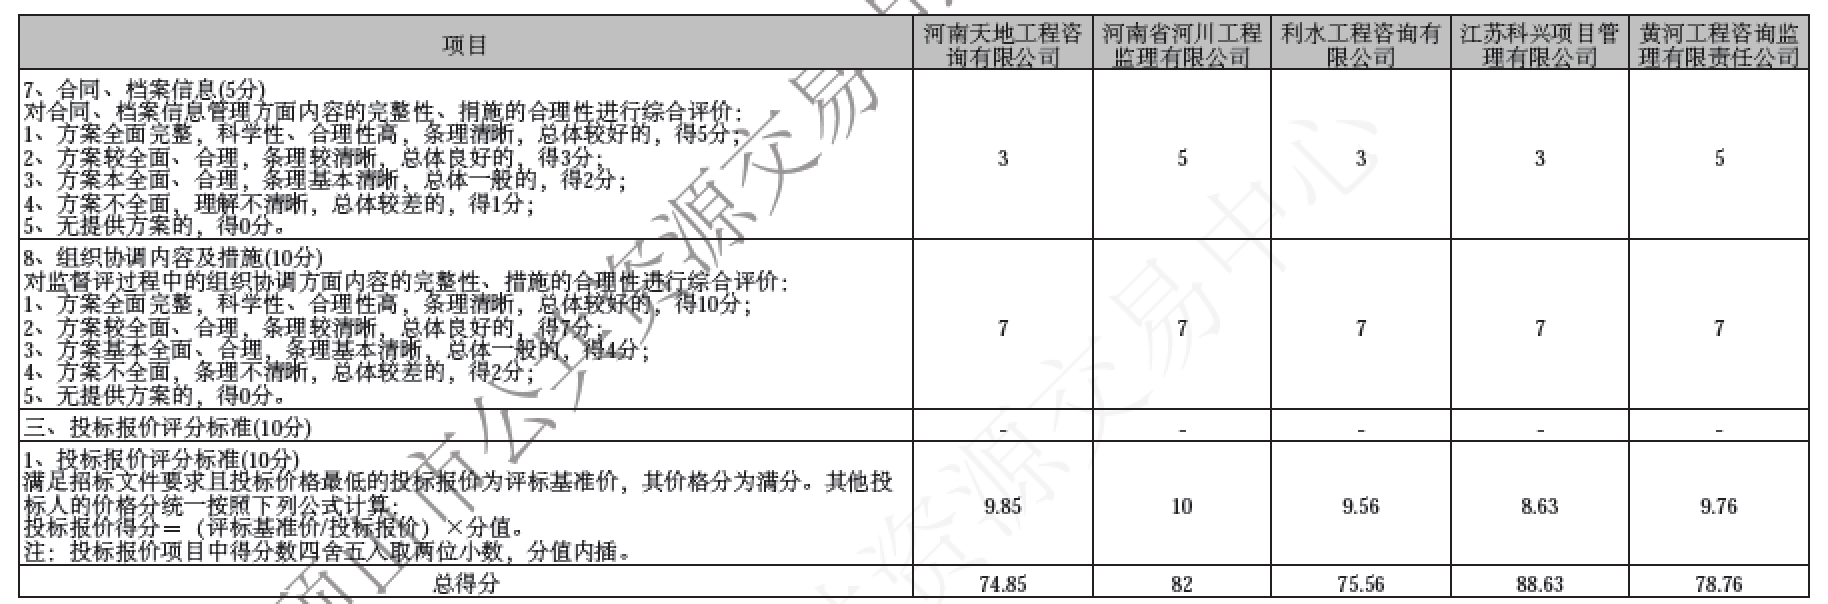 项目
河南天地工程咨
询有限公司
河南省河川工程
监理有限公司
利水工程咨询有
限公司
江苏科兴项目管
理有限公司
黄河工程咨询监
理有限责任公司
7、合同、档案信息(5分)
对合同、档案信息管理方面内容的完整性、措施的合理性进行综合评价：
1、方案全面完整，科学性、合理性高，条理清晰，总体较好的，得5分；
2、方案较全面、合理，条理较清晰，总体良好的，得3分；
3、方案本全面、合理，条理基本清晰，总体一般的，得2分；
4、方案不全面，理解不清晰，总体较差的，得1分；
5、无提供方案的，得0分。
3
5
3
3
5
8、组织协调内容及措施(10分)
对监督评过程中的组织协调方面内容的完整性、措施的合理性进行综合评价：
1、方案全面完整，科学性、合理性高，条理清晰，总体较好的，得10分；
2、方案较全面、合理，条理较清晰，总体良好的，得7分；
3、方案基本全面、合理，条理基本清晰，总体一般的，得4分；
4、方案不全面，条理不清晰，总体较差的，得2分；
5、无提供方案的，得0分。
7
7
7
7
7
三、投标报价评分标准(10分)
-
-
-
-
-
1、投标报价评分标准(10分)
满足招标文件要求且投标价格最低的投标报价为评标基准价，其价格分为满分。其他投
标人的价格分统一按照下列公式计算：
投标报价得分＝（评标基准价/投标报价）×分值。
注：投标报价项目中得分数四舍五入取两位小数，分值内插。
9.85
10
9.56
8.63
9.76
总得分
74.85
82
75.56
88.63
78.76
顶山市公共资源交易中
共资源交易中心